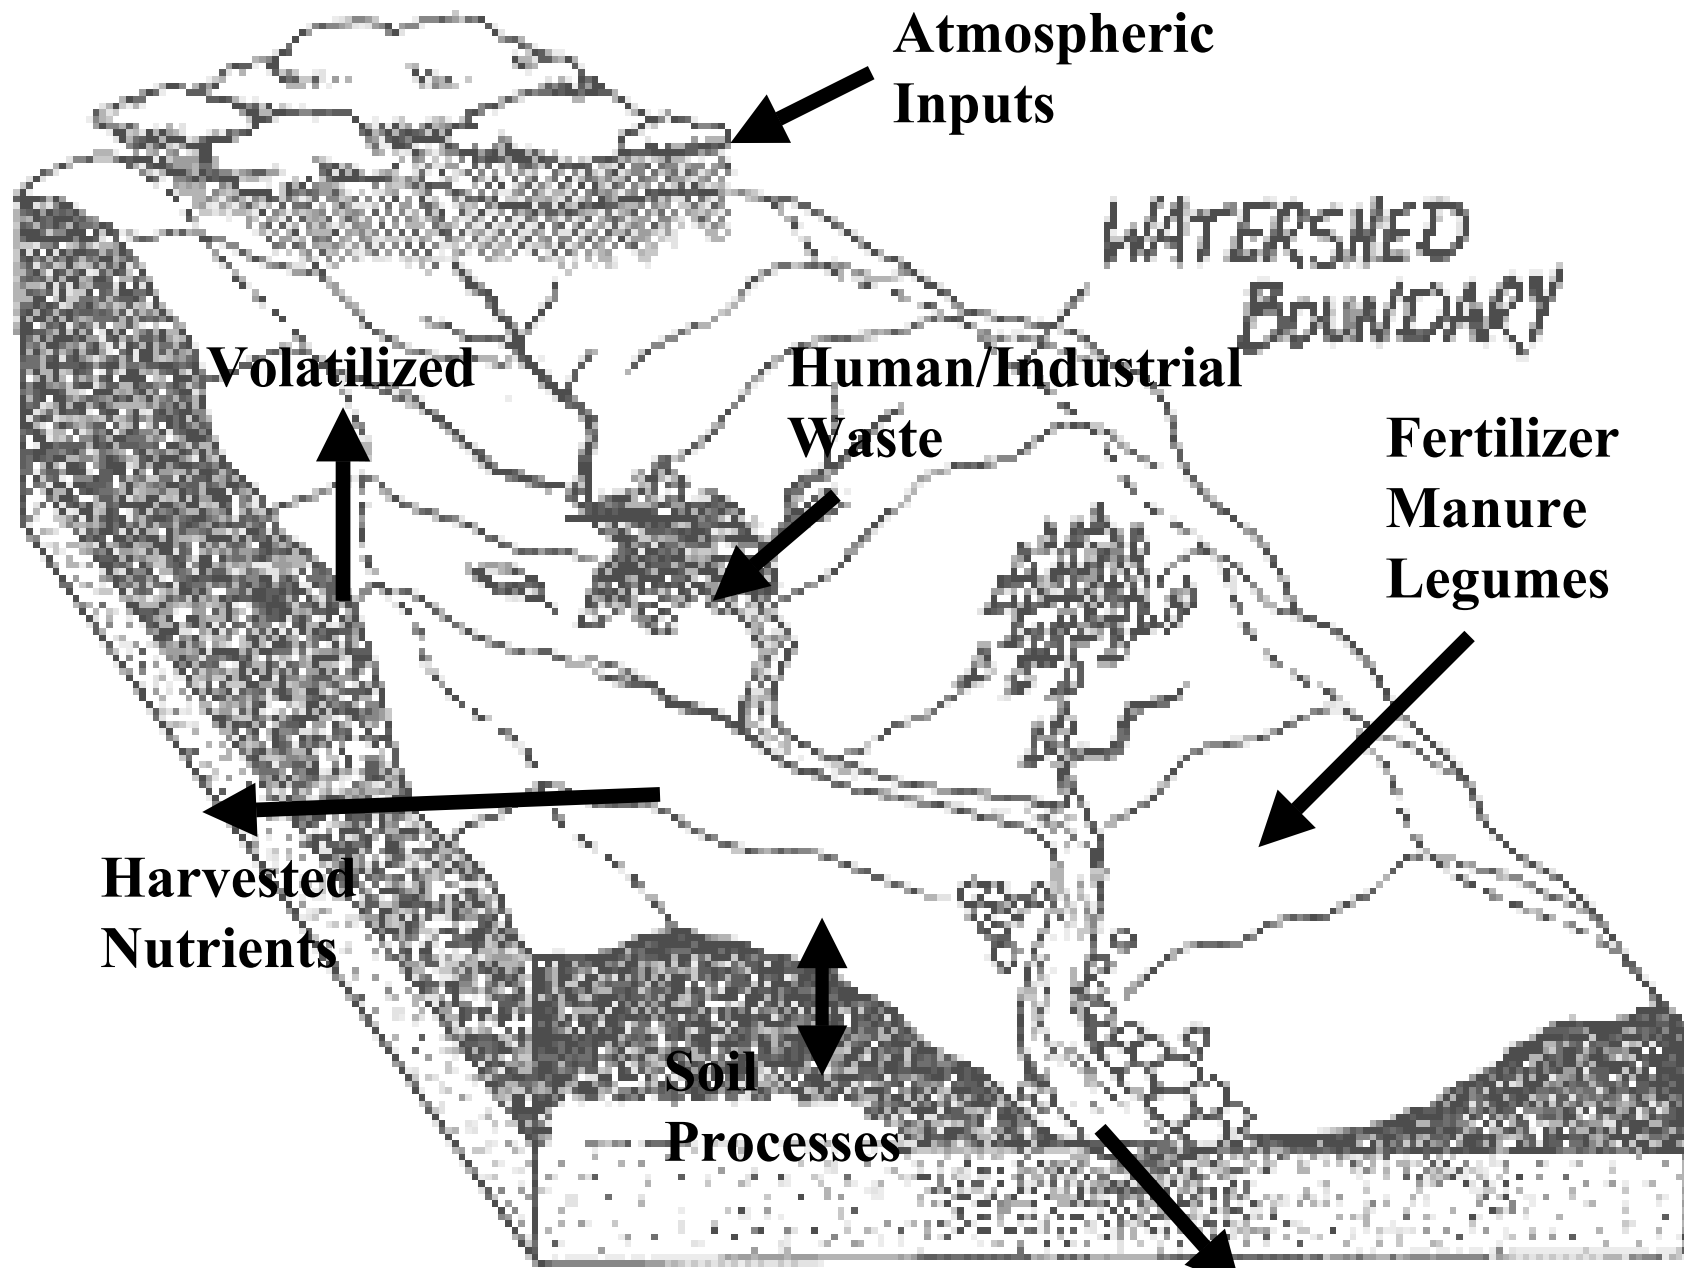 Atmospheric
Inputs
WATERSHED
BOUNDARY
Volatilized
Human/Industrial
Waste
Fertilizer
Manure
Legumes
Harvested
Nutrients
Soil
Processes